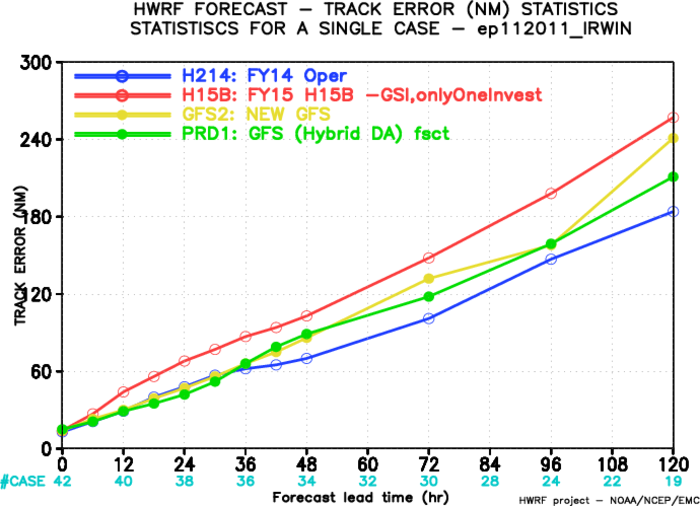 HWRF FORECAST – TRACK ERROR (NM) STATISTICS
STATISTISCS FOR A SINGLE CASE – ep112011_IRWIN
300
240
180
120
60
0
TRACK ERROR (NM)
H214: FY14 Oper
H15B: FY15 H15B –GSI,onlyOneInvest
GFS2: NEW GFS
PRD1: GFS (Hybrid DA) fsct
0 12 24 36 48 60 72 84 96 108 120
#CASE 42 40 38 36 34 32 30 28 24 22 19
Forecast lead time (hr)
HWRF project – NOAA/NCEP/EMC